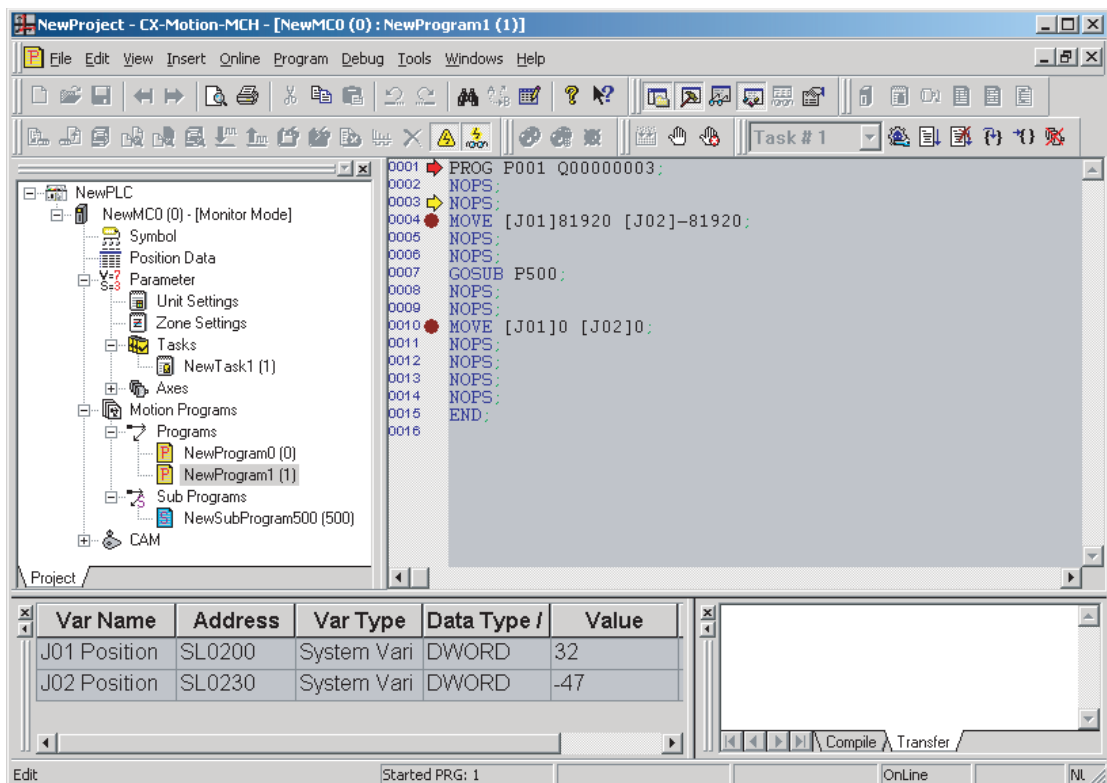 NewProject - CX-Motion-MCH - [NewMC0 (0) : NewProgram1 (1)]
File Edit View Insert Online Program Debug Tools Windows Help
Task # 1
NewPLC
NewMC0 (0) - [Monitor Mode]
Symbol
Position Data
Parameter
Unit Settings
Zone Settings
Tasks
NewTask1 (1)
Axes
Motion Programs
Programs
NewProgram0 (0)
NewProgram1 (1)
Sub Programs
NewSubProgram500 (500)
CAM
Project
0001 PROG P001 Q00000003;
0002 NOPS;
0003 NOPS;
0004 MOVE [J01]81920 [J02]-81920;
0005 NOPS;
0006 NOPS;
0007 GOSUB P500;
0008 NOPS;
0009 NOPS;
0010 MOVE [J01]0 [J02]0;
0011 NOPS;
0012 NOPS;
0013 NOPS;
0014 NOPS;
0015 END;
0016
Var Name Address Var Type Data Type / Value
J01 Position SL0200 System Vari DWORD 32
J02 Position SL0230 System Vari DWORD -47
Compile Transfer
Edit Started PRG: 1 OnLine